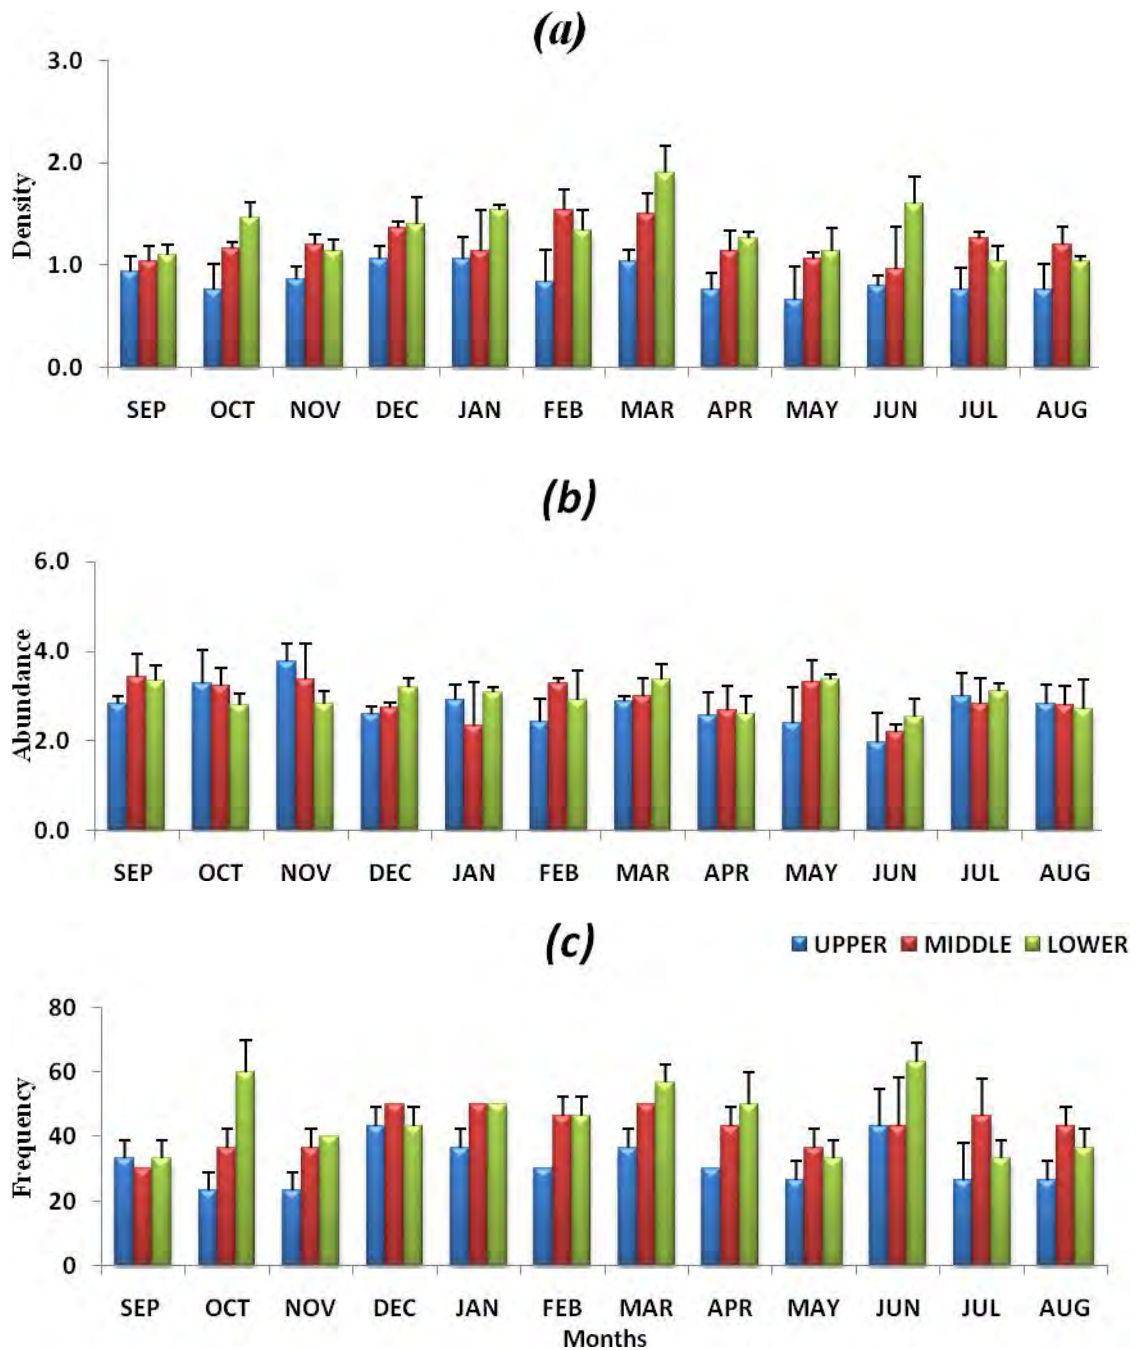 (a)
3.0
2.0
1.0
0.0
Density
SEP OCT NOV DEC JAN FEB MAR APR MAY JUN JUL AUG
(b)
6.0
4.0
2.0
0.0
Abundance
SEP OCT NOV DEC JAN FEB MAR APR MAY JUN JUL AUG
(c)
UPPER MIDDLE LOWER
80
60
40
20
0
Frequency
SEP OCT NOV DEC JAN FEB MAR APR MAY JUN JUL AUG
Months